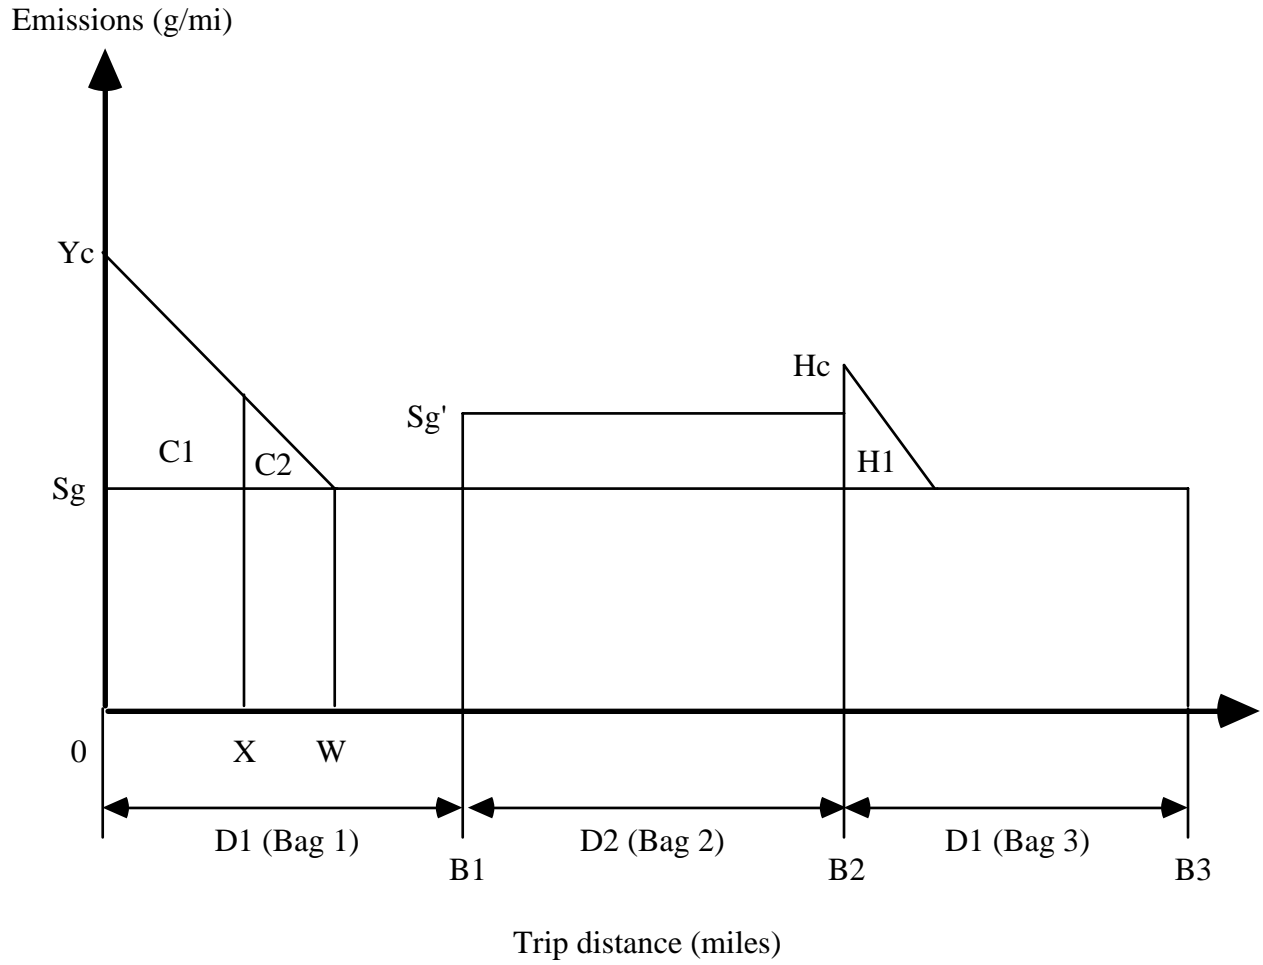 Emissions (g/mi)
Yc
Hc
Sg'
C1
C2
H1
Sg
0
X
W
D1 (Bag 1)
D2 (Bag 2)
D1 (Bag 3)
B1
B2
B3
Trip distance (miles)